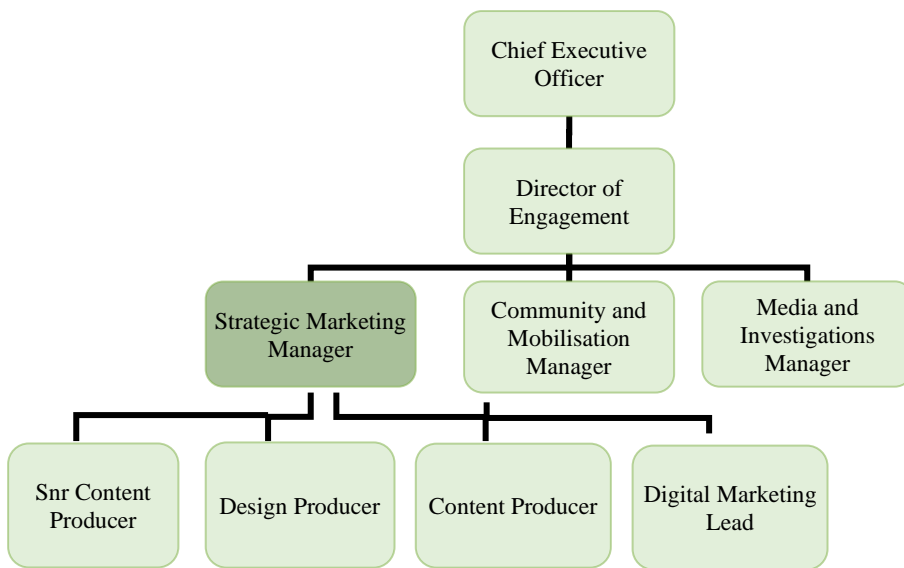 Chief Executive
Officer
Director of
Engagement
Strategic Marketing
Manager
Community and
Mobilisation
Manager
Media and
Investigations
Manager
Snr Content
Producer
Design Producer
Content Producer
Digital Marketing
Lead